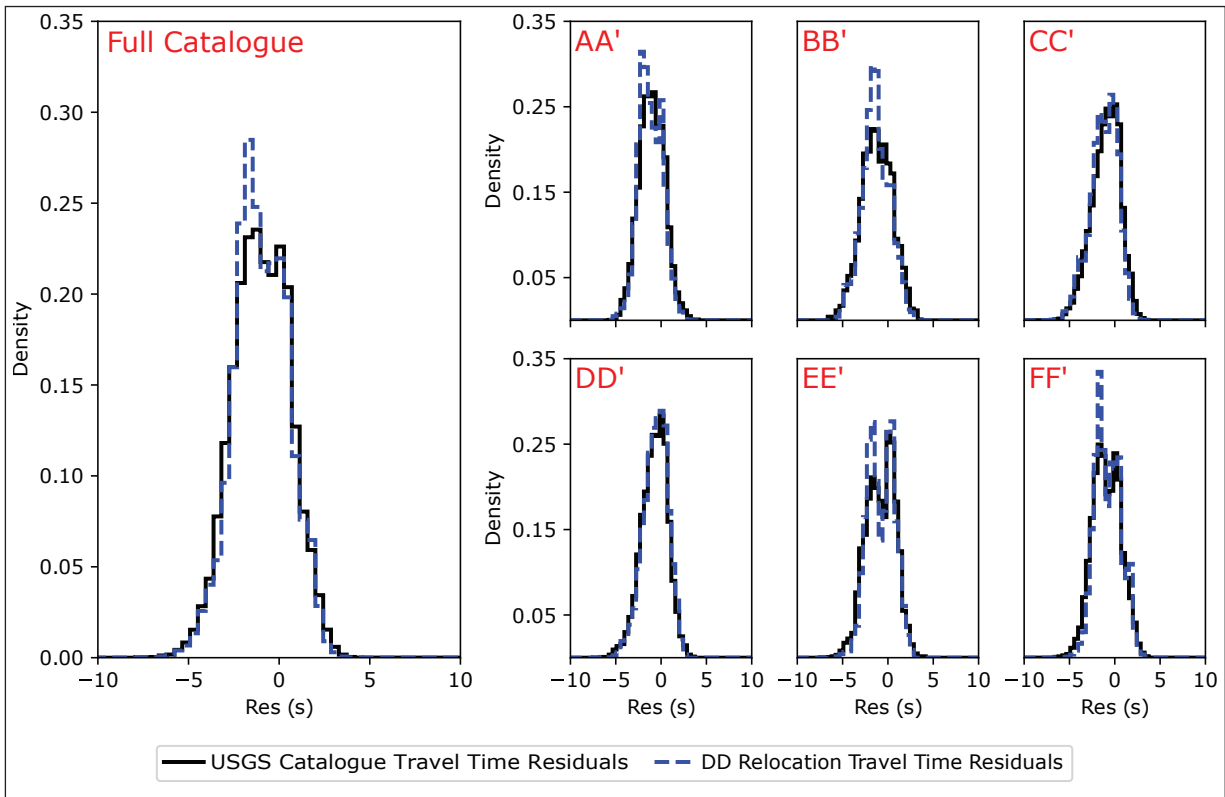 Full Catalogue
0.35
0.30
0.25
0.20
0.15
0.10
0.05
0.00
Density
−10 −5 0 5 10
Res (s)
AA'
0.35
0.25
0.15
0.05
Density
BB'
CC'
DD'
0.35
0.25
0.15
0.05
Density
−10 −5 0 5 10
Res (s)
EE'
−10 −5 0 5 10
Res (s)
FF'
−10 −5 0 5 10
Res (s)
USGS Catalogue Travel Time Residuals DD Relocation Travel Time Residuals